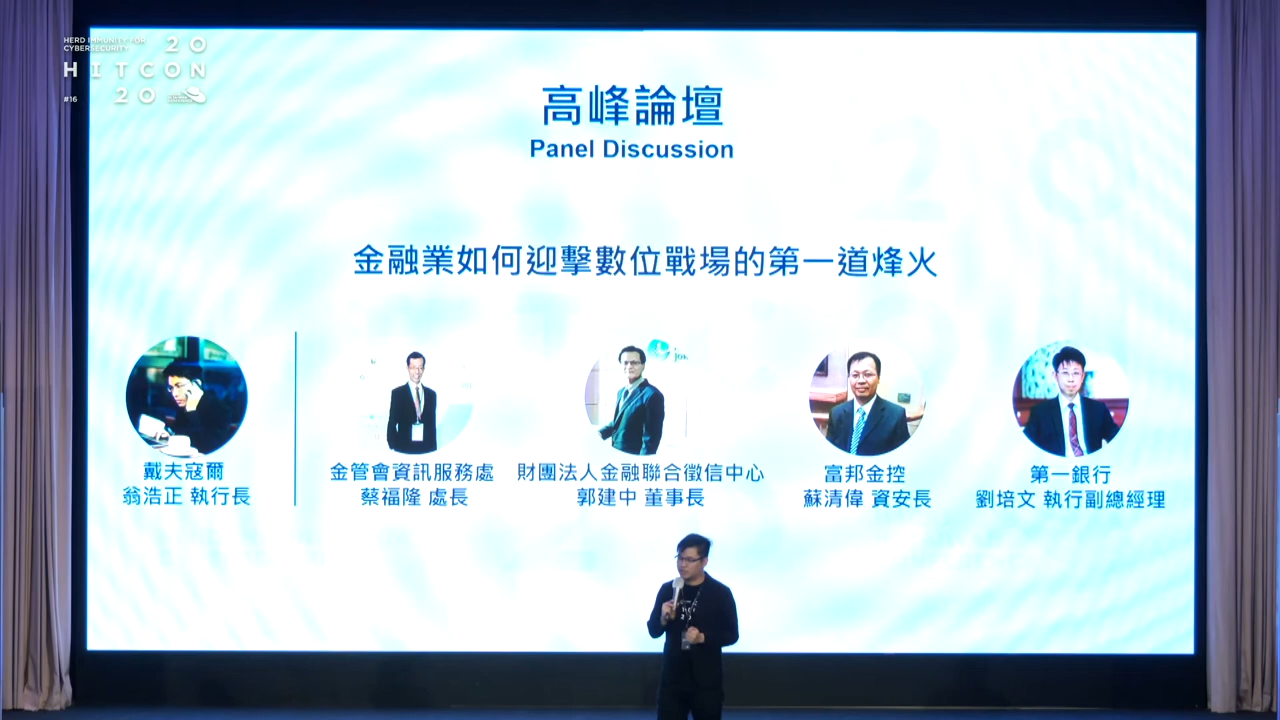 HERD IMMUNITY FOR
CYBERSECURITY
20
HITCON
#16
20
高峰論壇
Panel Discussion
金融業如何迎擊數位戰場的第一道烽火
戴夫寇爾
翁浩正 執行長
金管會資訊服務處
蔡福隆 處長
財團法人金融聯合徵信中心
郭建中 董事長
富邦金控
蘇清偉 資安長
第一銀行
劉培文 執行副總經理